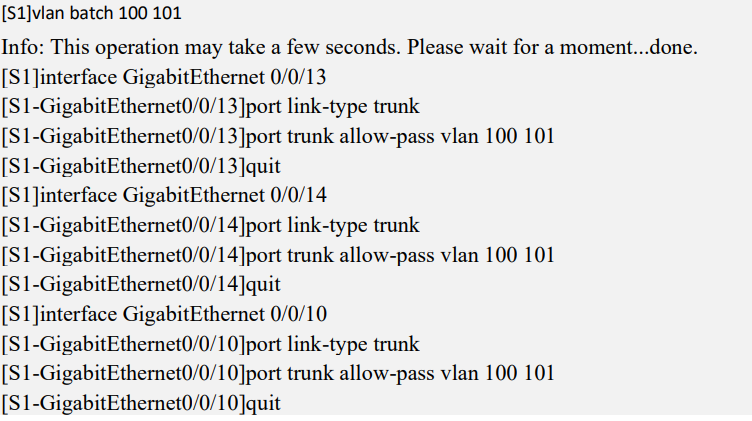 [S1]vlan batch 100 101
Info: This operation may take a few seconds. Please wait for a moment...done.
[S1]interface GigabitEthernet 0/0/13
[S1-GigabitEthernet0/0/13]port link-type trunk
[S1-GigabitEthernet0/0/13]port trunk allow-pass vlan 100 101
[S1-GigabitEthernet0/0/13]quit
[S1]interface GigabitEthernet 0/0/14
[S1-GigabitEthernet0/0/14]port link-type trunk
[S1-GigabitEthernet0/0/14]port trunk allow-pass vlan 100 101
[S1-GigabitEthernet0/0/14]quit
[S1]interface GigabitEthernet 0/0/10
[S1-GigabitEthernet0/0/10]port link-type trunk
[S1-GigabitEthernet0/0/10]port trunk allow-pass vlan 100 101
[S1-GigabitEthernet0/0/10]quit